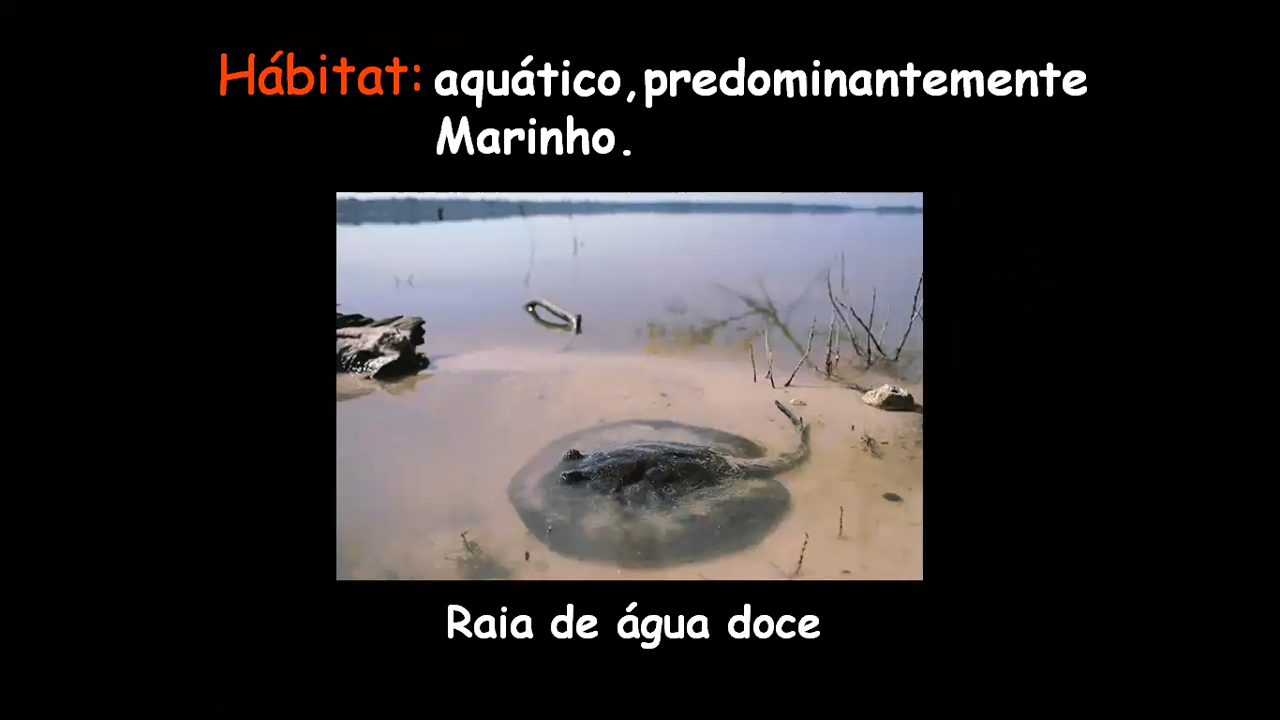 Hábitat: aquático,predominantemente
Marinho.
Raia de água doce